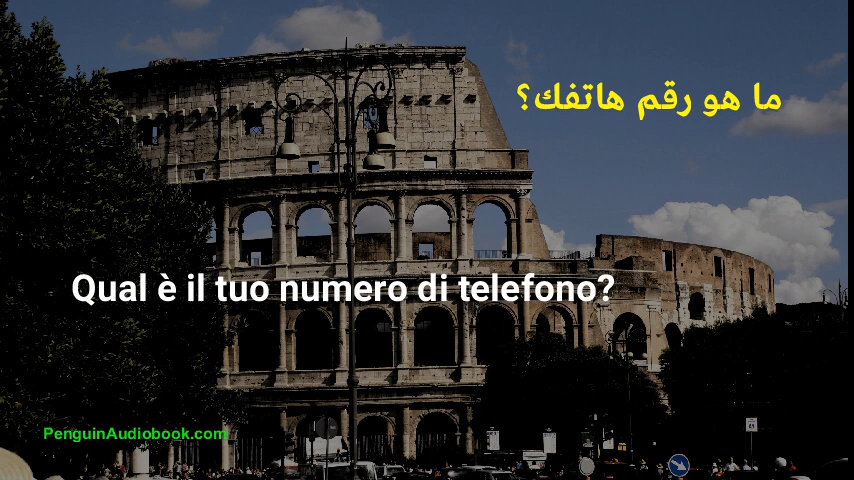 ما هو رقم هاتفك؟
Qual è il tuo numero di telefono?
PenguinAudiobook.com